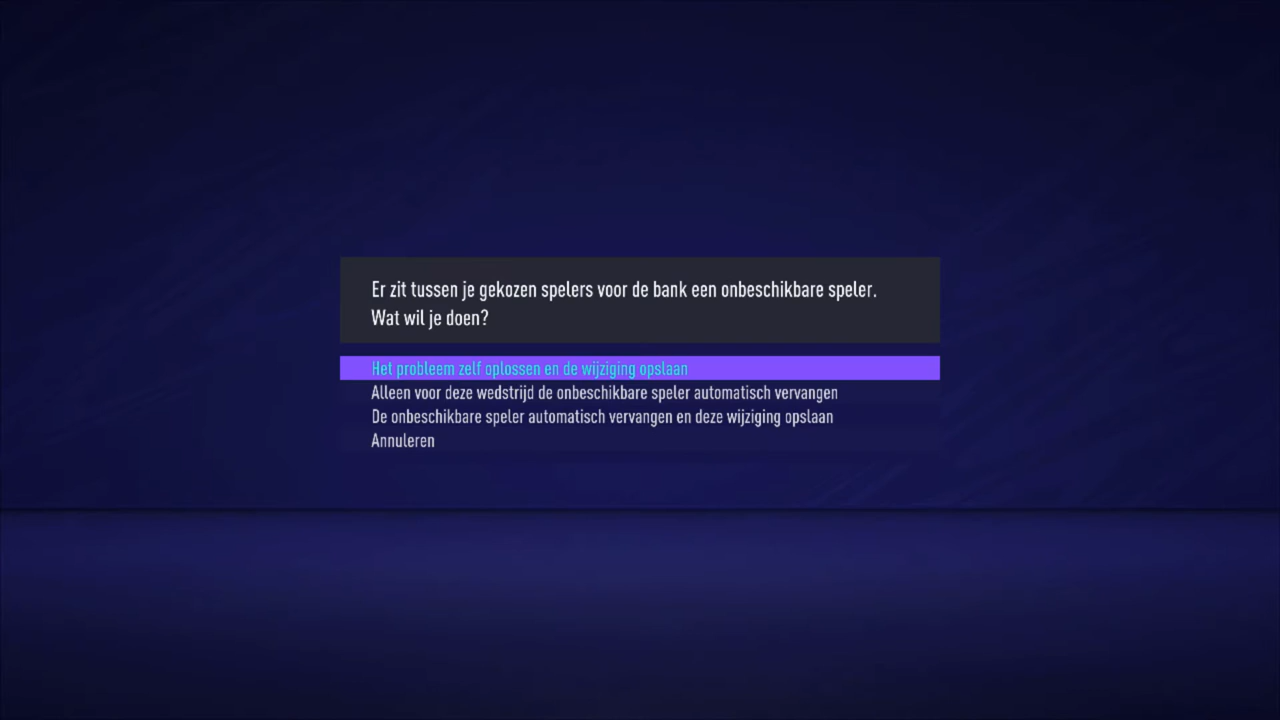 Er zit tussen je gekozen spelers voor de bank een onbeschikbare speler.
Wat wil je doen?
Het probleem zelf oplossen en de wijziging opslaan
Alleen voor deze wedstrijd de onbeschikbare speler automatisch vervangen
De onbeschikbare speler automatisch vervangen en deze wijziging opslaan
Annuleren